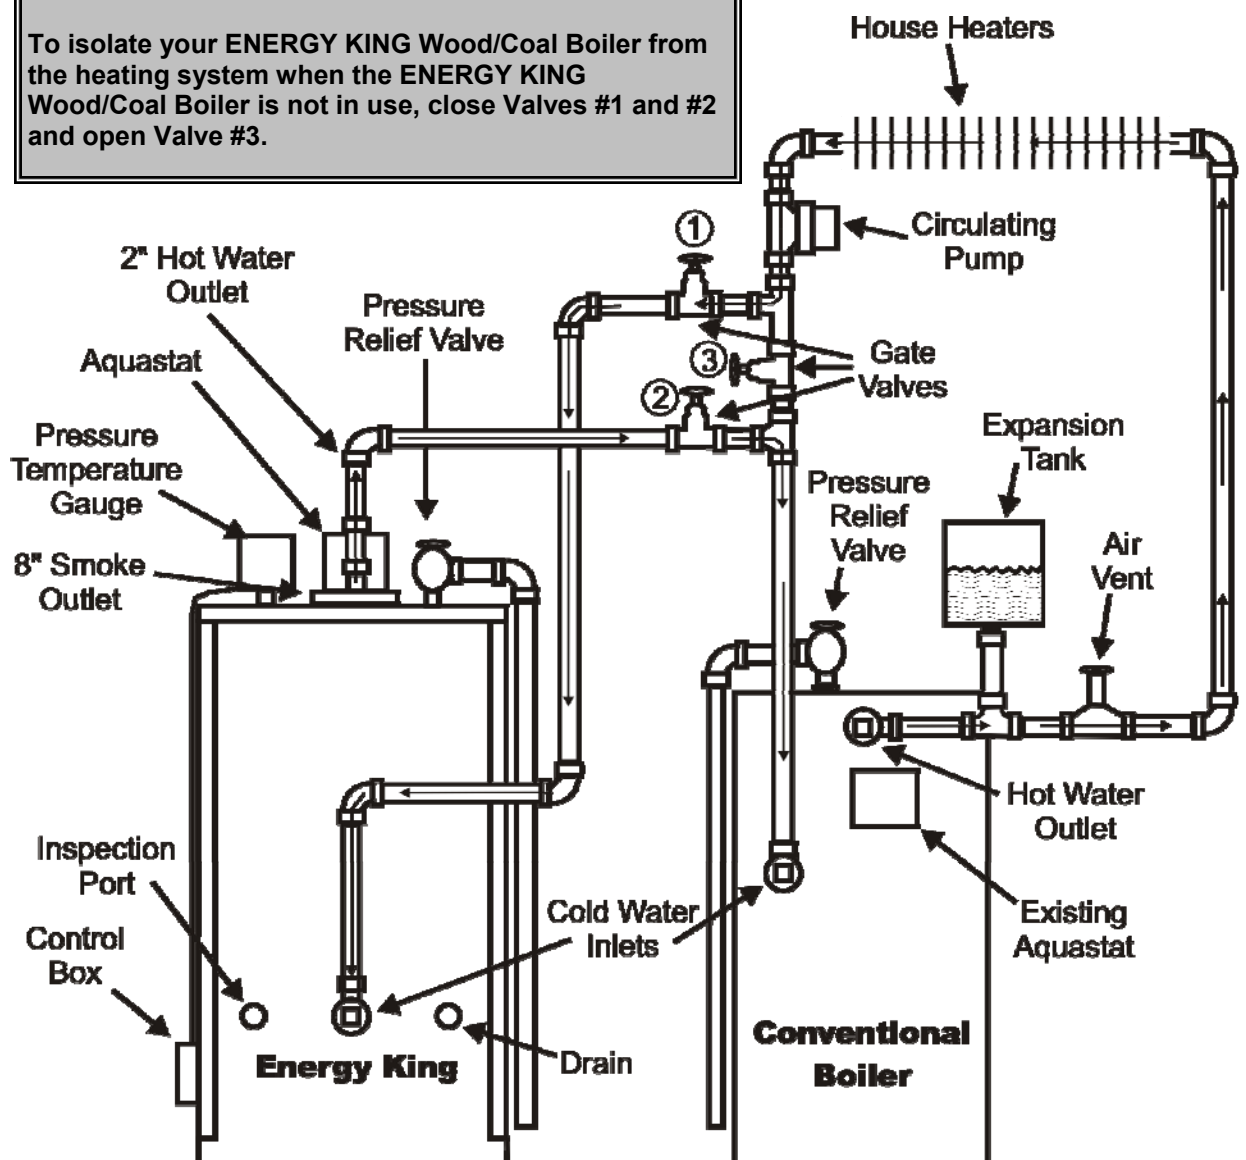 To isolate your ENERGY KING Wood/Coal Boiler from
the heating system when the ENERGY KING
Wood/Coal Boiler is not in use, close Valves #1 and #2
and open Valve #3.
House Heaters
Circulating
Pump
1
2" Hot Water
Outlet
Pressure
Relief Valve
Aquastat
3
Gate
Valves
2
Pressure
Temperature
Gauge
Expansion
Tank
Pressure
Relief
Valve
Air
Vent
8" Smoke
Outlet
Hot Water
Outlet
Inspection
Port
Cold Water
Inlets
Existing
Aquastat
Control
Box
Energy King
Drain
Conventional
Boiler